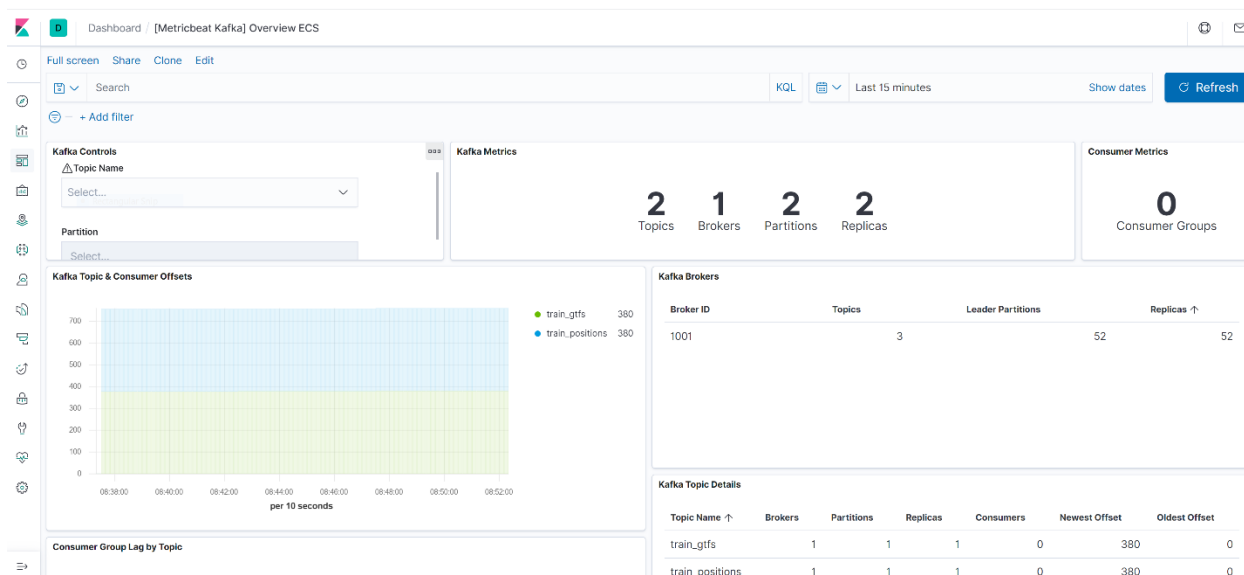 D Dashboard / [Metricbeat Kafka] Overview ECS
Full screen Share Clone Edit
Search KQL Last 15 minutes Show dates Refresh
+ Add filter
Kafka Controls
Topic Name
Select...
Partition
Select...
Kafka Metrics
2 1 2 2
Topics Brokers Partitions Replicas
Consumer Metrics
0
Consumer Groups
Kafka Topic & Consumer Offsets
700
600
500
400
300
200
100
0
08:38:00 08:40:00 08:42:00 08:44:00 08:46:00 08:48:00 08:50:00 08:52:00
per 10 seconds
train_gtfs 380
train_positions 380
Kafka Brokers
Broker ID Topics Leader Partitions Replicas ↑
1001 3 52 52
Consumer Group Lag by Topic
Kafka Topic Details
Topic Name ↑ Brokers Partitions Replicas Consumers Newest Offset Oldest Offset
train_gtfs 1 1 1 0 380 0
train_positions 1 1 1 0 380 0